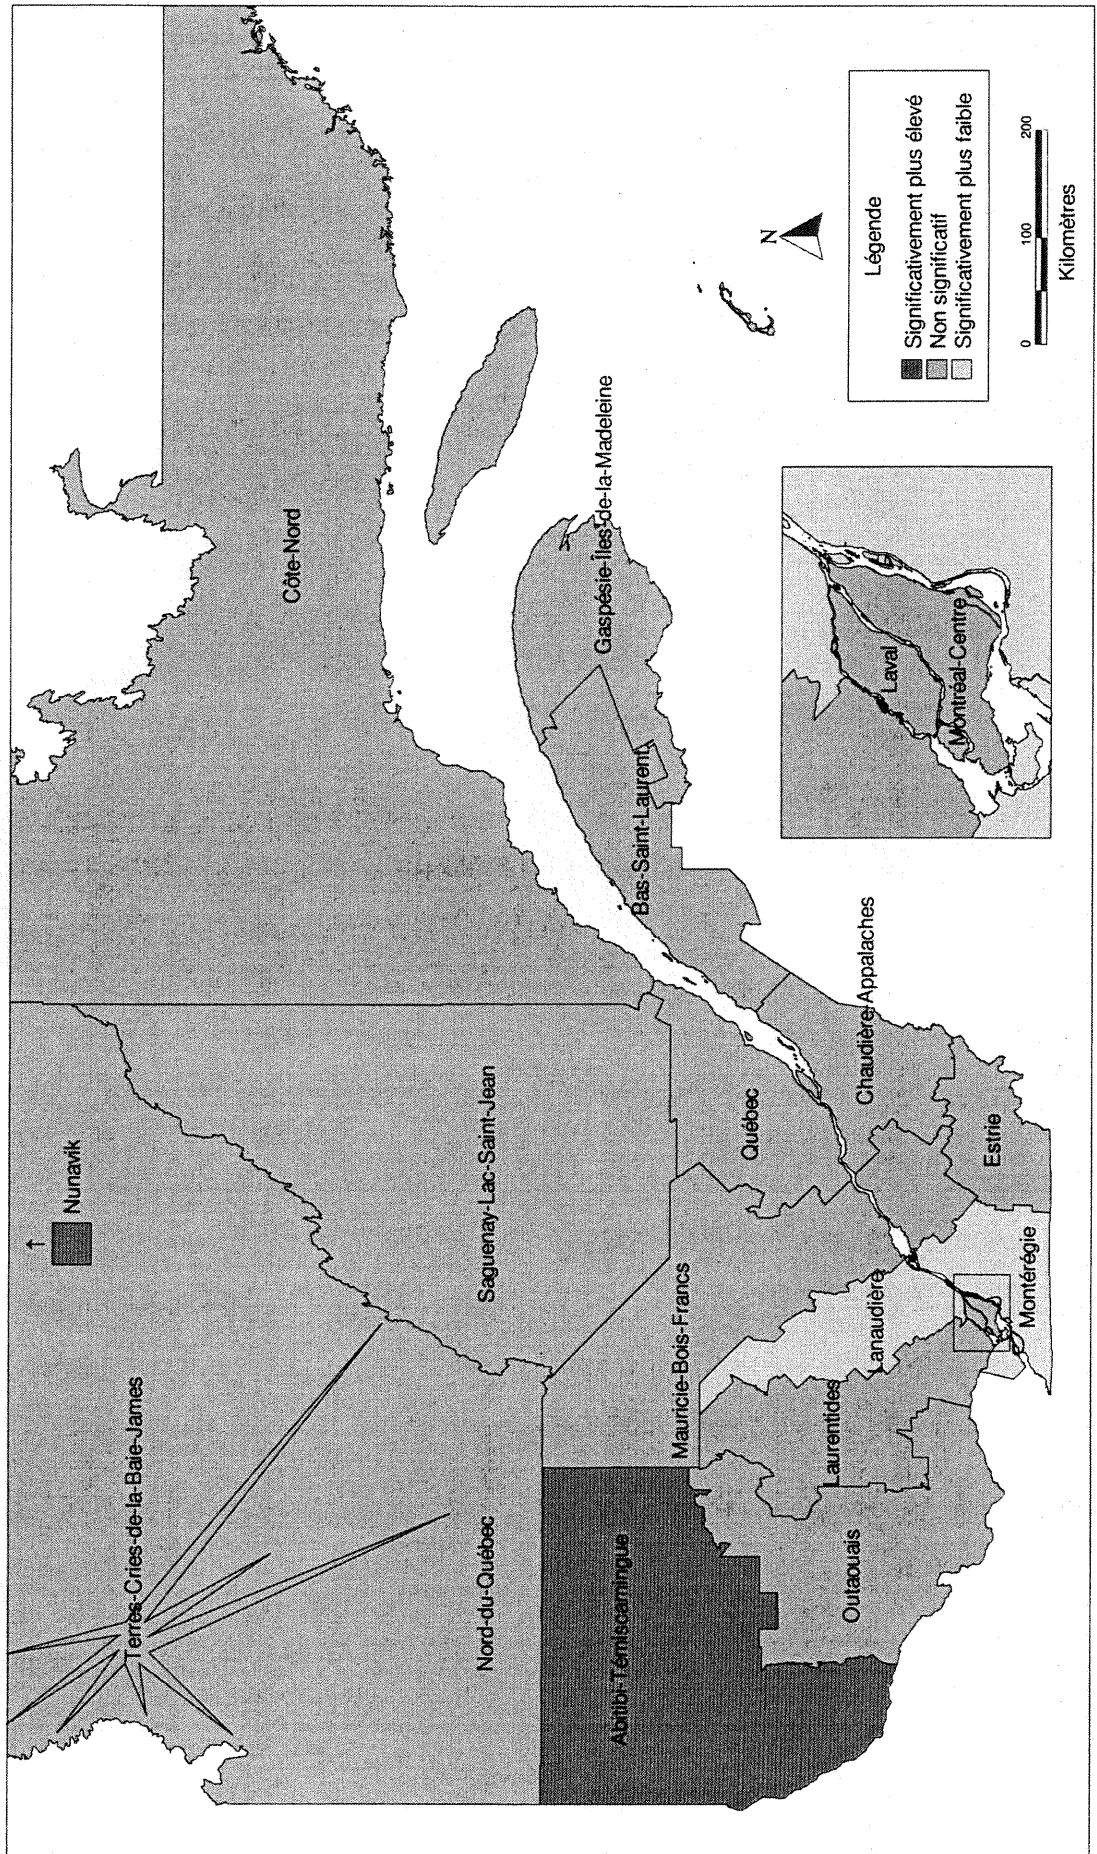 Nunavik
Terres-Cries-de-la-Baie-James
Côte-Nord
Saguenay-Lac-Saint-Jean
Nord-du-Québec
Abitibi-Témiscamingue
Gaspésie-Îles-de-la-Madeleine
Bas-Saint-Laurent
Mauricie-Bois-Francs
Québec
Chaudière-Appalaches
Laurentides
Lanaudière
Outaouais
Estrie
Montérégie
Laval
Montréal-Centre
N
Légende
Significativement plus élevé
Non significatif
Significativement plus faible
0 100 200
Kilomètres